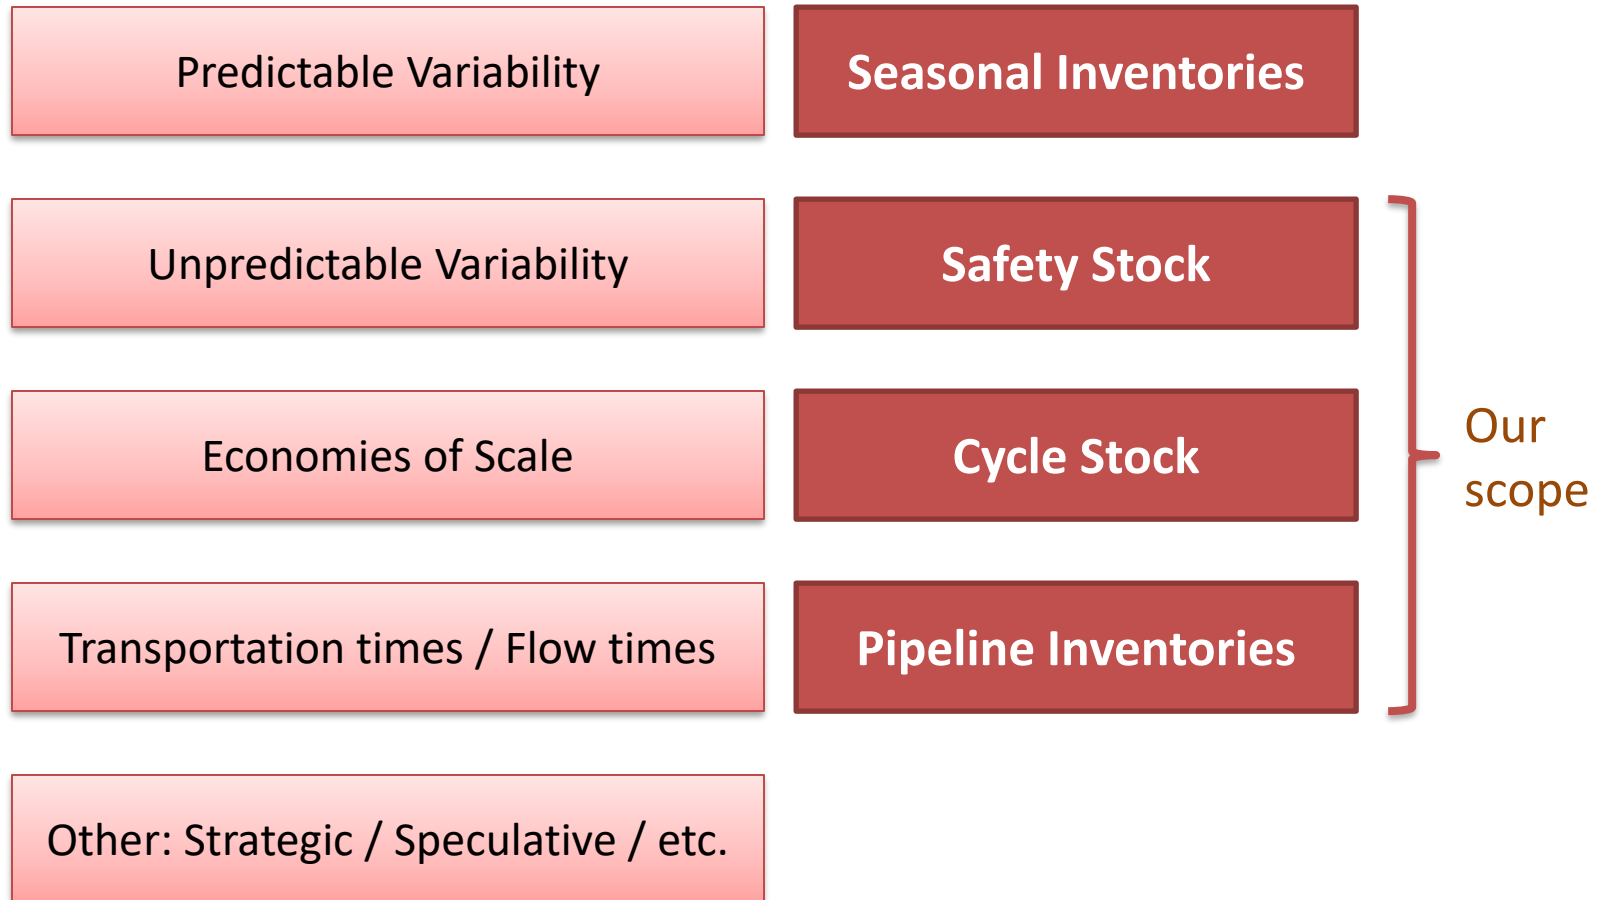 Predictable Variability
Seasonal Inventories
Unpredictable Variability
Safety Stock
Economies of Scale
Cycle Stock
Our
scope
Transportation times / Flow times
Pipeline Inventories
Other: Strategic / Speculative / etc.